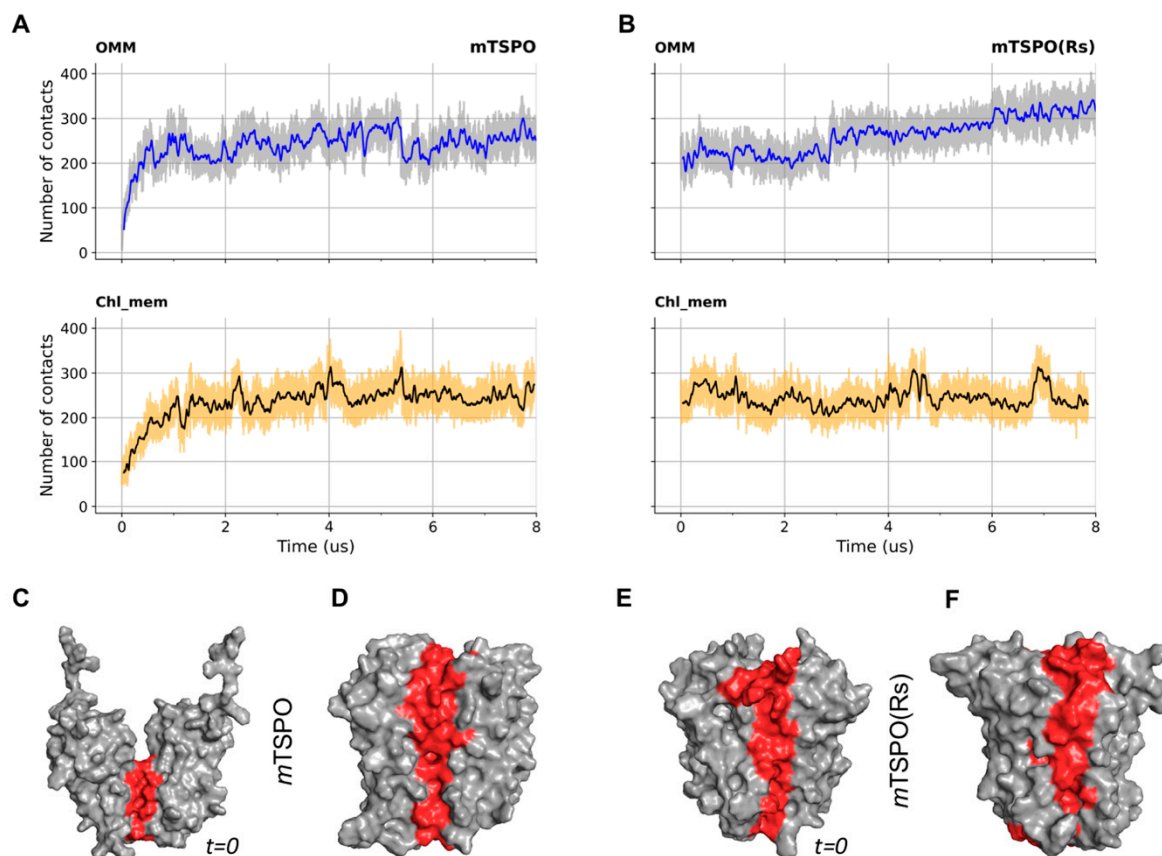 A
B
OMM mTSPO
OMM mTSPO(Rs)
Number of contacts
400
300
200
100
0
Chl_mem
Chl_mem
Number of contacts
400
300
200
100
0
0 2 4 6 8
0 2 4 6 8
Time (us)
Time (us)
C
D
E
F
t=0
mTSPO
t=0
mTSPO(Rs)